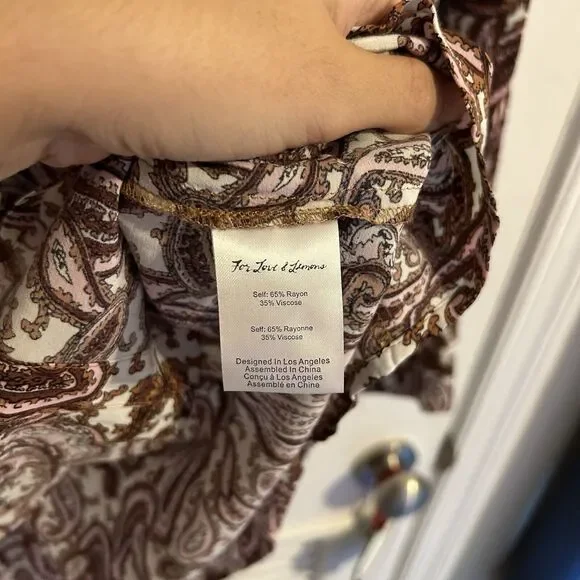 For Love & Lemons
Self: 65% Rayon
35% Viscose
Self: 65% Rayonne
35% Viscose
Designed In Los Angeles
Assembled In China
Conçu à Los Angeles
Assemblé en Chine